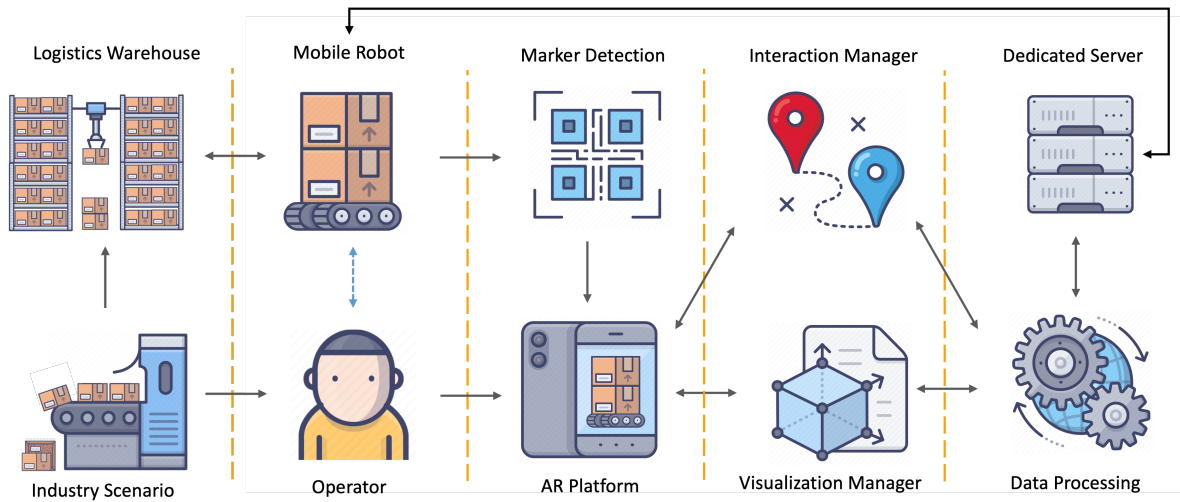 Logistics Warehouse
Mobile Robot
Marker Detection
Interaction Manager
Dedicated Server
Industry Scenario
Operator
AR Platform
Visualization Manager
Data Processing